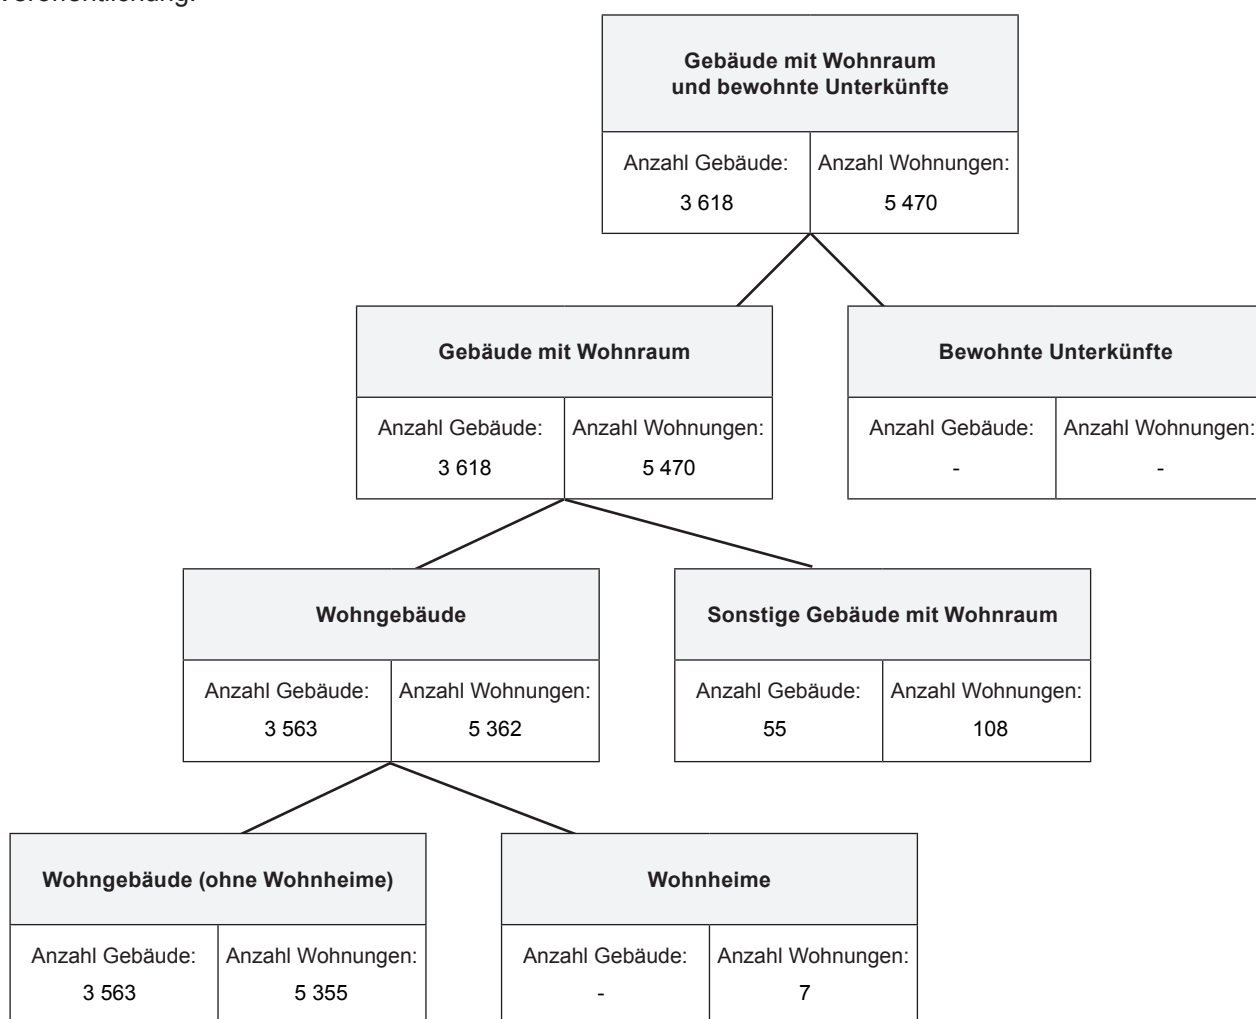 Gebäude mit Wohnraum
und bewohnte Unterkünfte
Anzahl Gebäude: Anzahl Wohnungen:
3 618 5 470
Gebäude mit Wohnraum
Anzahl Gebäude: Anzahl Wohnungen:
3 618 5 470
Bewohnte Unterkünfte
Anzahl Gebäude: Anzahl Wohnungen:
- -
Wohngebäude
Anzahl Gebäude: Anzahl Wohnungen:
3 563 5 362
Sonstige Gebäude mit Wohnraum
Anzahl Gebäude: Anzahl Wohnungen:
55 108
Wohngebäude (ohne Wohnheime)
Anzahl Gebäude: Anzahl Wohnungen:
3 563 5 355
Wohnheime
Anzahl Gebäude: Anzahl Wohnungen:
- 7